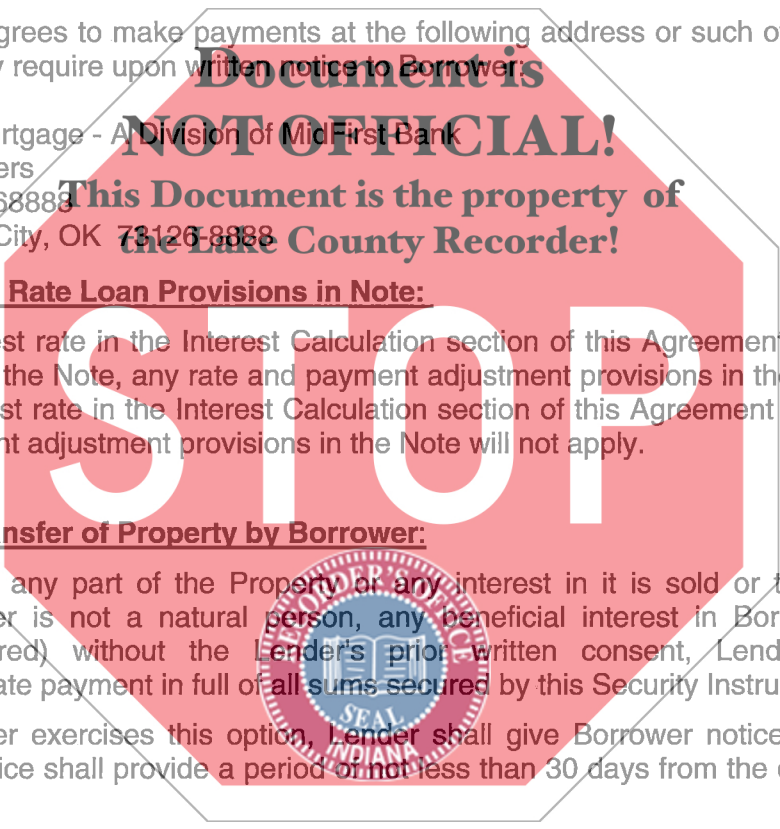 grees to make payments at the following address or such o
require upon written notice to Borrower:
Document is
rtgage - A Division of MidFirst Bank
NOT OFFICIAL!
ers
68888
This Document is the property of
City, OK 73126-8888
the Lake County Recorder!
Rate Loan Provisions in Note:
est rate in the Interest Calculation section of this Agreemen
the Note, any rate and payment adjustment provisions in th
st rate in the Interest Calculation section of this Agreement
nt adjustment provisions in the Note will not apply.
STOP
nsfer of Property by Borrower:
any part of the Property or any interest in it is sold or t
er is not a natural person, any beneficial interest in Bor
red) without the Lender's prior written consent, Lend
ate payment in full of all sums secured by this Security Instru
er exercises this option, Lender shall give Borrower notice
ice shall provide a period of not less than 30 days from the
RECORDER'S OFFICE
SEAL
INDIANA